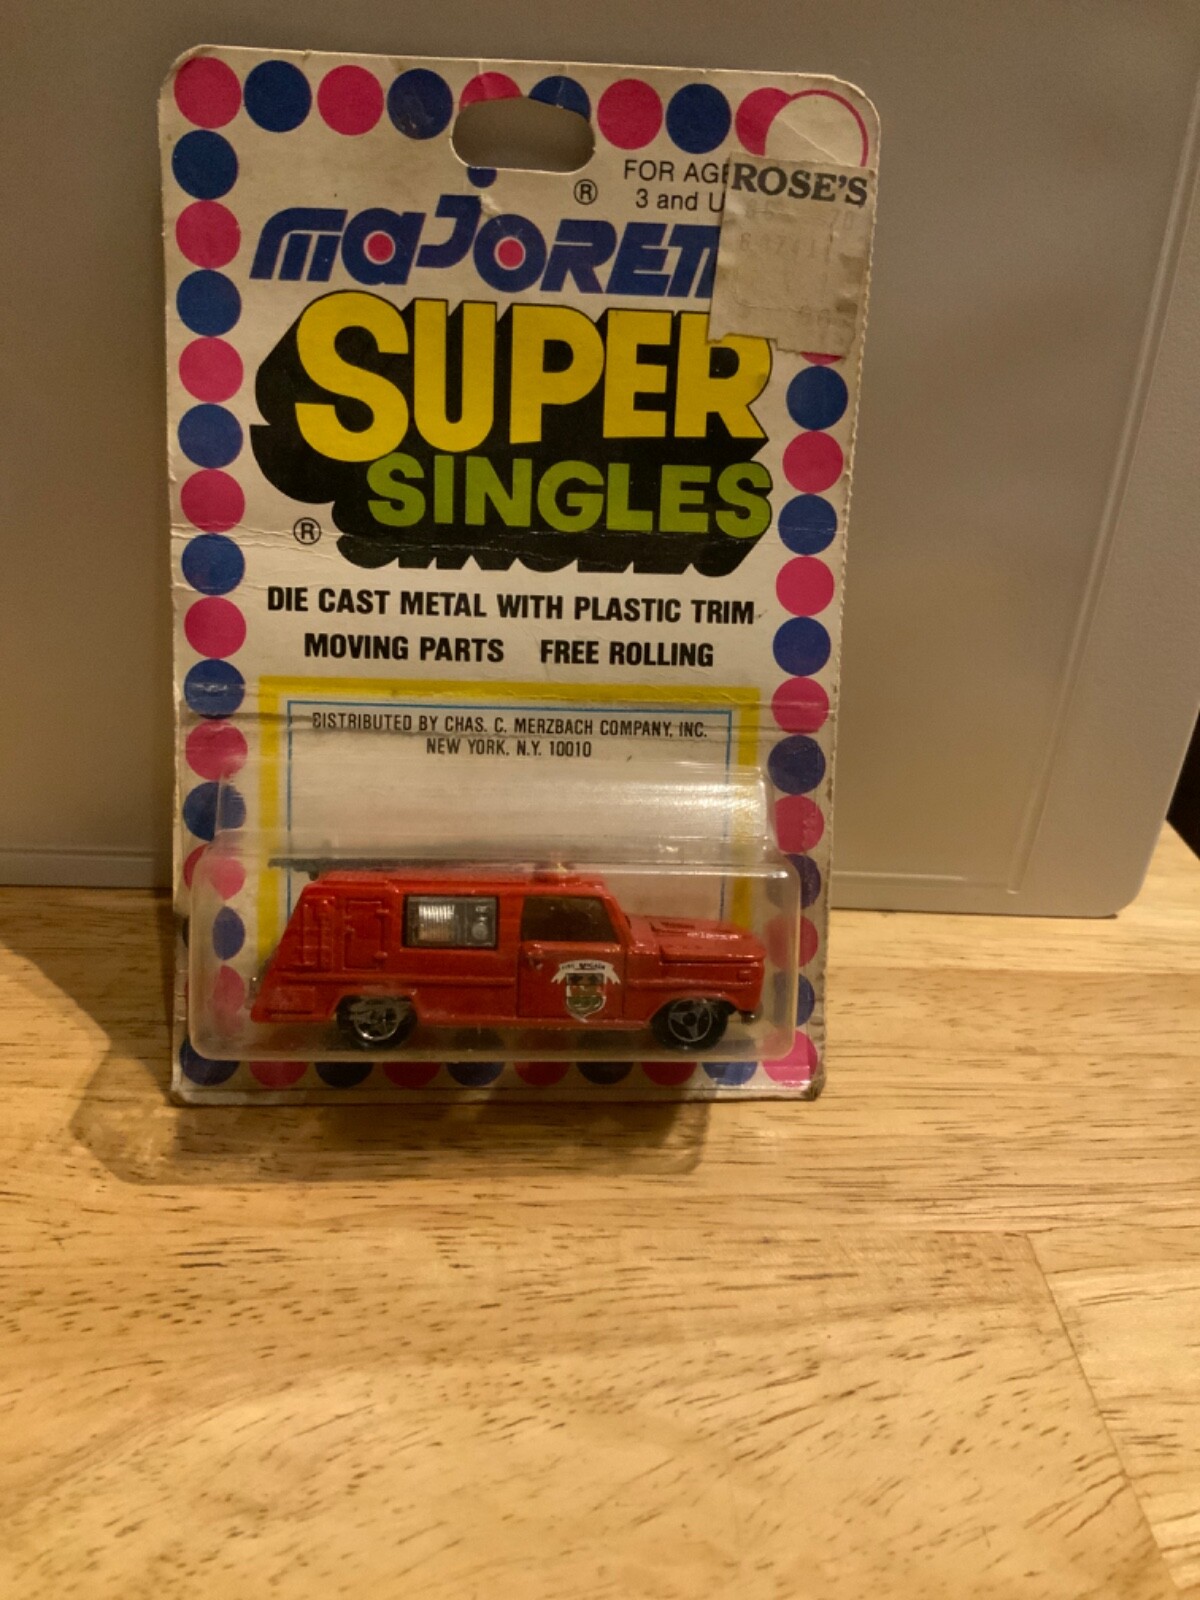 FOR AGE
ROSE'S
3 and U
®
majorett
SUPER
SINGLES
®
DIE CAST METAL WITH PLASTIC TRIM
MOVING PARTS FREE ROLLING
DISTRIBUTED BY CHAS. C. MERZBACH COMPANY, INC.
NEW YORK, N.Y. 10010